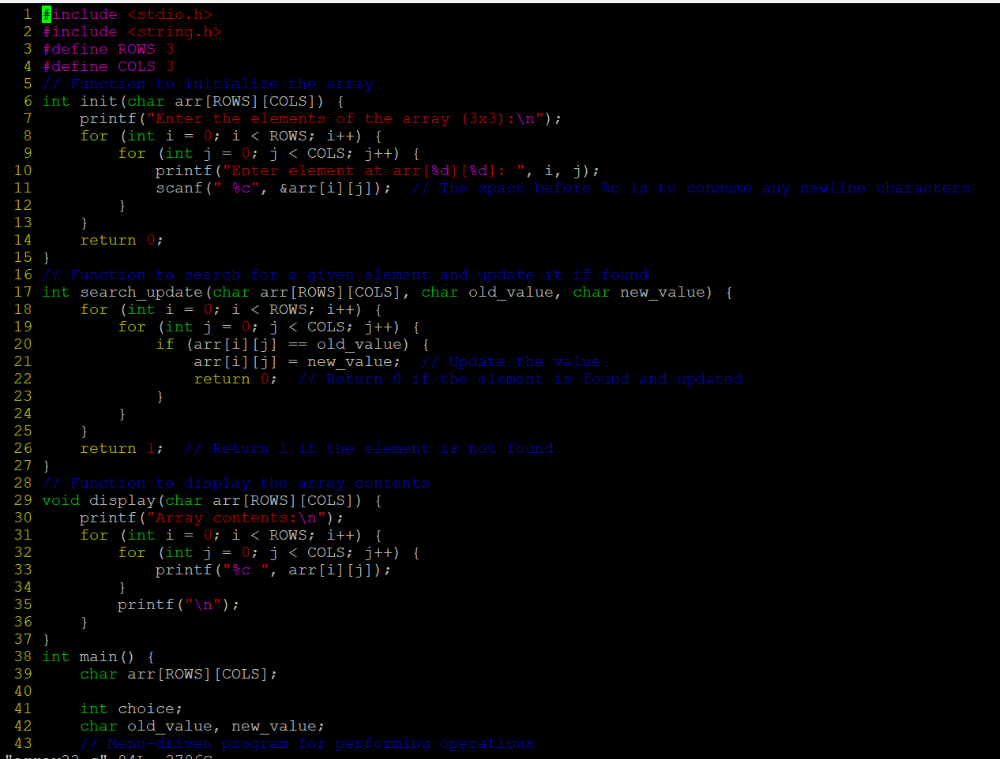 1 #include <stdio.h>
2 #include <string.h>
3 #define ROWS 3
4 #define COLS 3
5 // Function to initialize the array
6 int init(char arr[ROWS][COLS]) {
7     printf("Enter the elements of the array (3x3):\n");
8     for (int i = 0; i < ROWS; i++) {
9         for (int j = 0; j < COLS; j++) {
10             printf("Enter element at arr[%d][%d]: ", i, j);
11             scanf(" %c", &arr[i][j]);  // The space before %c is to consume any newline characters
12         }
13     }
14     return 0;
15 }
16 // Function to search for a given element and update it if found
17 int search_update(char arr[ROWS][COLS], char old_value, char new_value) {
18     for (int i = 0; i < ROWS; i++) {
19         for (int j = 0; j < COLS; j++) {
20             if (arr[i][j] == old_value) {
21                 arr[i][j] = new_value;  // Update the value
22                 return 0;  // Return 0 if the element is found and updated
23             }
24         }
25     }
26     return 1;  // Return 1 if the element is not found
27 }
28 // Function to display the array contents
29 void display(char arr[ROWS][COLS]) {
30     printf("Array contents:\n");
31     for (int i = 0; i < ROWS; i++) {
32         for (int j = 0; j < COLS; j++) {
33             printf("%c ", arr[i][j]);
34         }
35         printf("\n");
36     }
37 }
38 int main() {
39     char arr[ROWS][COLS];
40
41     int choice;
42     char old_value, new_value;
43     // Menu-driven program for performing operations